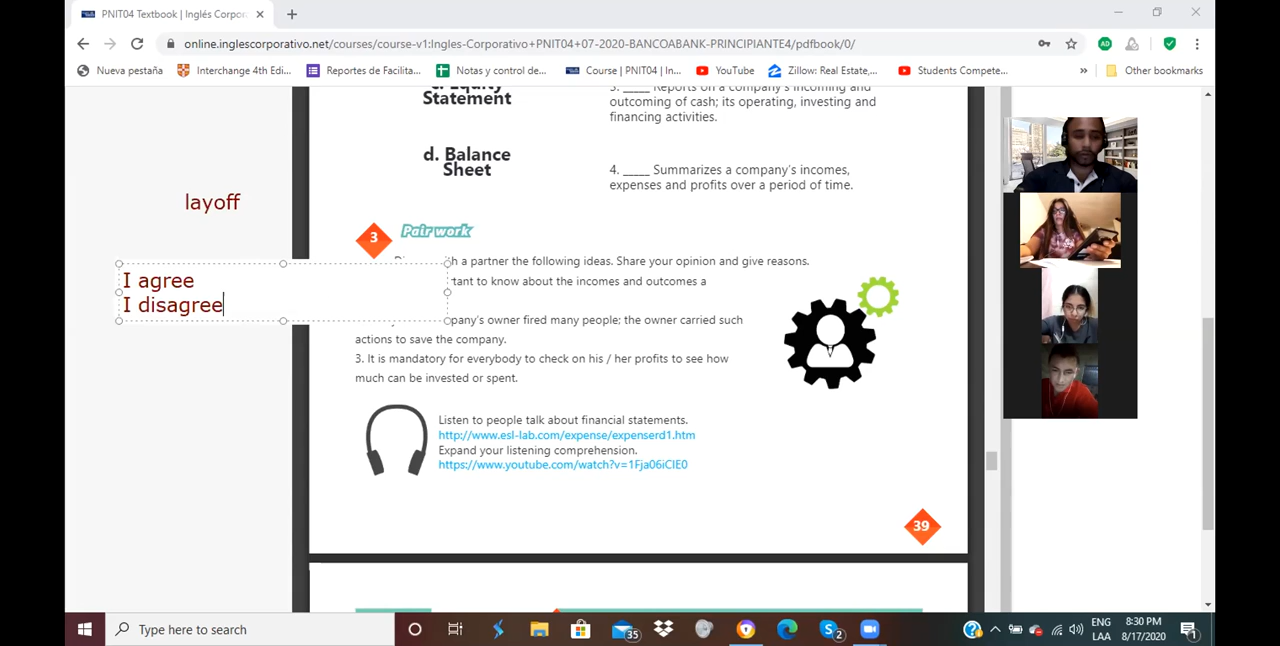 PNIT04 Textbook | Inglés Corpor
online.inglescorporativo.net/courses/course-v1:Ingles-Corporativo+PNIT04+07-2020-BANCOABANK-PRINCIPIANTE4/pdfbook/0/
Nueva pestaña
Interchange 4th Edi...
Reportes de Facilita...
Notas y control de...
Course | PNIT04 | In...
YouTube
Zillow: Real Estate,...
Students Compete...
»
Other bookmarks
AD
Statement
outcoming of cash; its operating, investing and
financing activities.
d. Balance
Sheet
4. _____ Summarizes a company's incomes,
expenses and profits over a period of time.
layoff
3
Pair work
h a partner the following ideas. Share your opinion and give reasons.
I agree
I disagree
tant to know about the incomes and outcomes a
pany's owner fired many people; the owner carried such
actions to save the company.
3. It is mandatory for everybody to check on his / her profits to see how
much can be invested or spent.
Listen to people talk about financial statements.
http://www.esl-lab.com/expense/expenserd1.htm
Expand your listening comprehension.
https://www.youtube.com/watch?v=1Fja06iCIE0
39
Type here to search
35
2
ENG
LAA
8:30 PM
8/17/2020
1